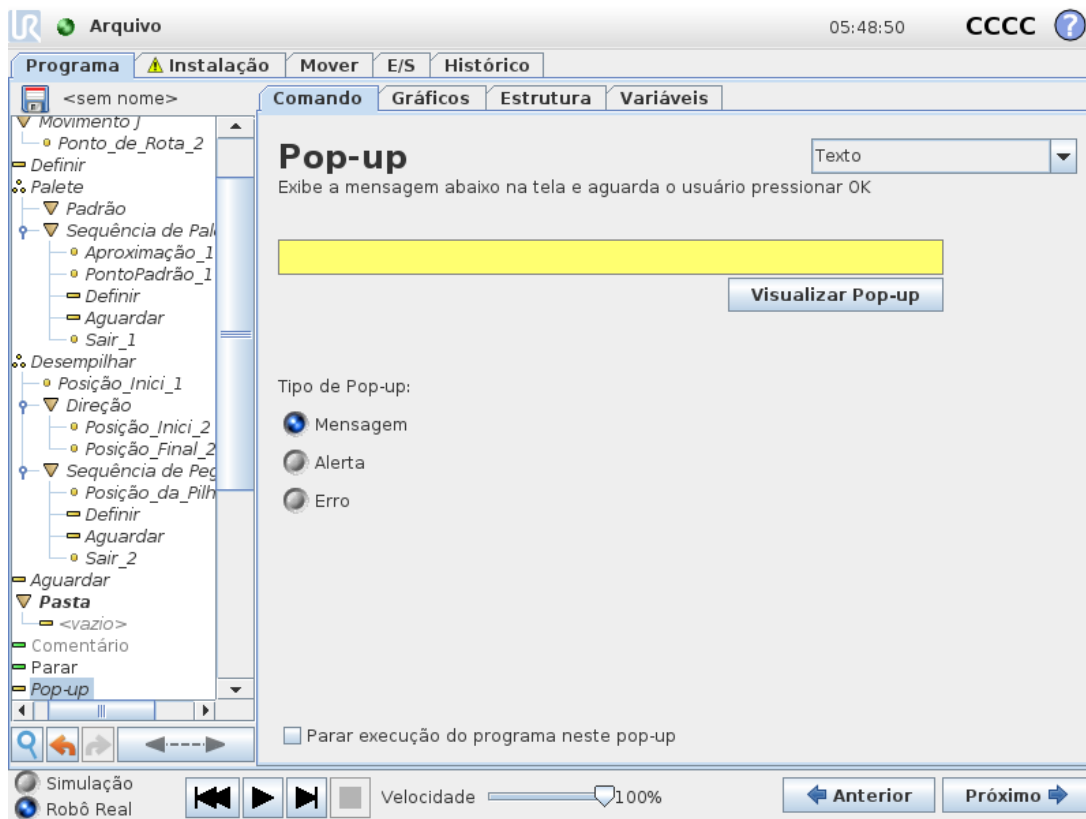 UR Arquivo 05:48:50 CCCC ?
Programa Instalação Mover E/S Histórico
<sem nome>
Comando Gráficos Estrutura Variáveis
Movimento J
Ponto_de_Rota_2
Definir
Palete
Padrão
Sequência de Pal
Aproximação_1
PontoPadrão_1
Definir
Aguardar
Sair_1
Desempilhar
Posição_Inici_1
Direção
Posição_Inici_2
Posição_Final_2
Sequência de Peg
Posição_da_Pilh
Definir
Aguardar
Sair_2
Aguardar
Pasta
<vazio>
Comentário
Parar
Pop-up
Pop-up
Texto
Exibe a mensagem abaixo na tela e aguarda o usuário pressionar OK
Visualizar Pop-up
Tipo de Pop-up:
Mensagem
Alerta
Erro
Parar execução do programa neste pop-up
Simulação
Robô Real
Velocidade 100%
Anterior Próximo